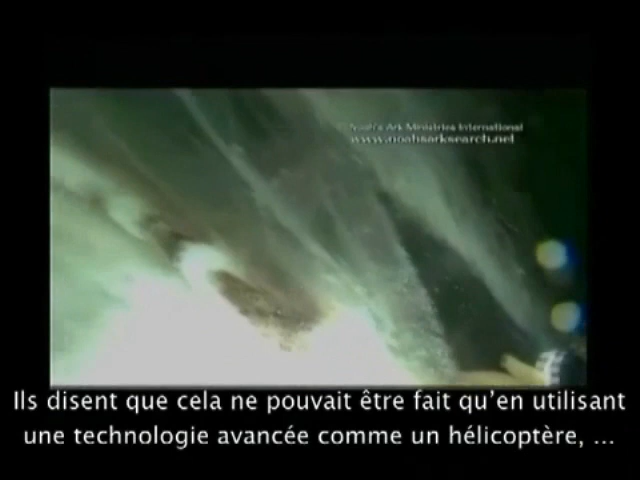 Noah's Ark Ministries International
www.noahsarksearch.net
Ils disent que cela ne pouvait être fait qu'en utilisant
une technologie avancée comme un hélicoptère, ...